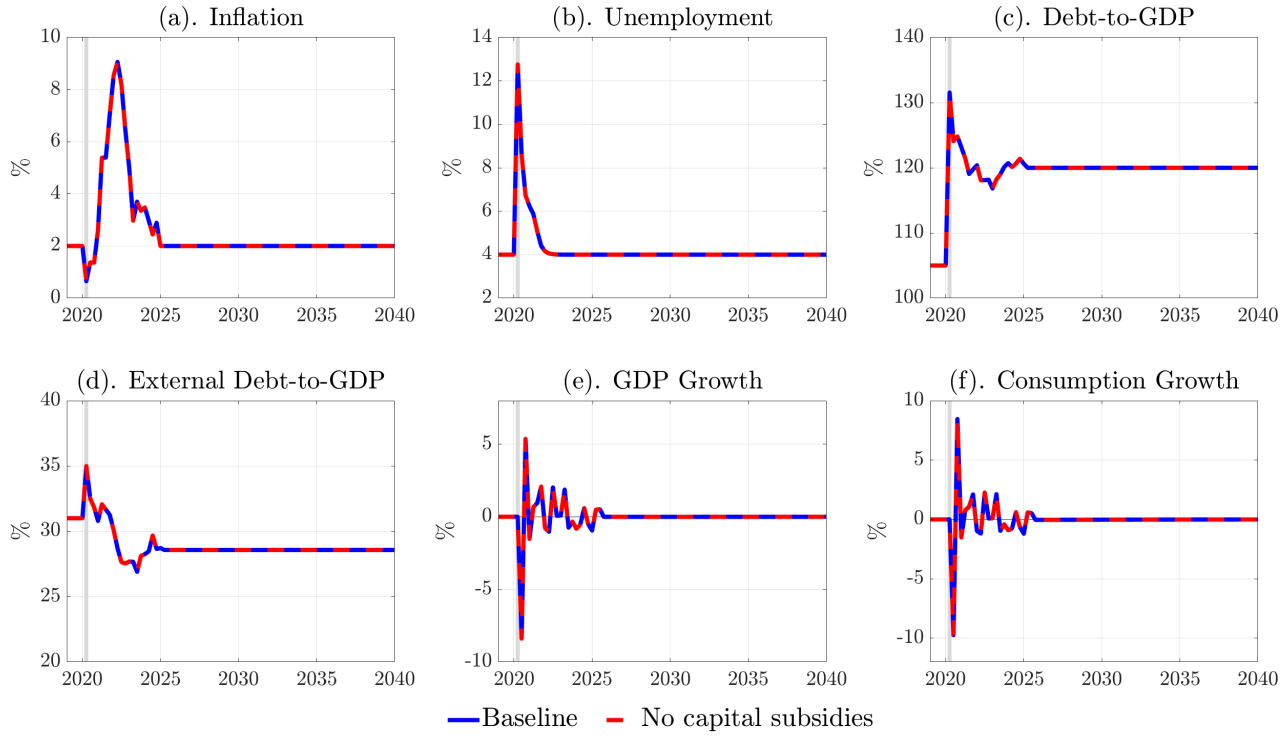 (a). Inflation
%
10
8
6
4
2
0
2020 2025 2030 2035 2040
(b). Unemployment
%
14
12
10
8
6
4
2
2020 2025 2030 2035 2040
(c). Debt-to-GDP
%
140
130
120
110
100
2020 2025 2030 2035 2040
(d). External Debt-to-GDP
%
40
35
30
25
20
2020 2025 2030 2035 2040
(e). GDP Growth
%
5
0
-5
-10
2020 2025 2030 2035 2040
(f). Consumption Growth
%
10
5
0
-5
-10
2020 2025 2030 2035 2040
Baseline No capital subsidies